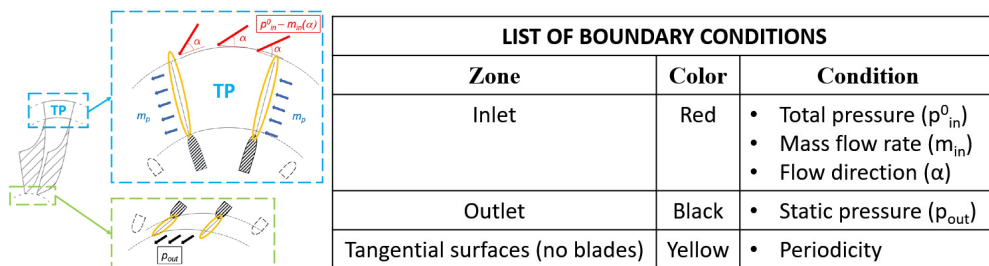 p⁰in – min(α)
α
α
α
TP
TP
mp
mp
pout
LIST OF BOUNDARY CONDITIONS
Zone Color Condition
Inlet Red • Total pressure (p⁰in)
• Mass flow rate (min)
• Flow direction (α)
Outlet Black • Static pressure (pout)
Tangential surfaces (no blades) Yellow • Periodicity